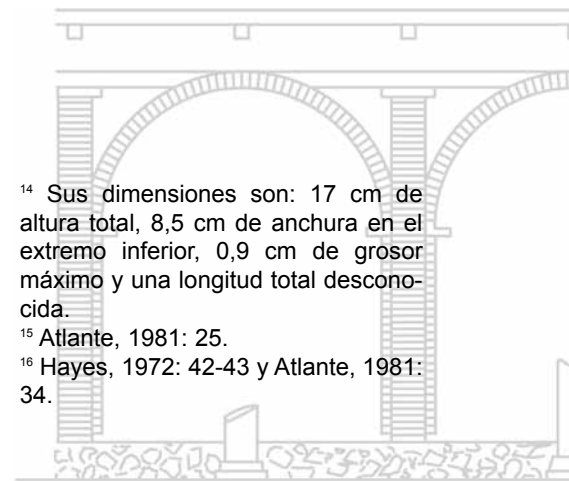 14 Sus dimensiones son: 17 cm de
altura total, 8,5 cm de anchura en el
extremo inferior, 0,9 cm de grosor
máximo y una longitud total descono-
cida.
15 Atlante, 1981: 25.
16 Hayes, 1972: 42-43 y Atlante, 1981:
34.